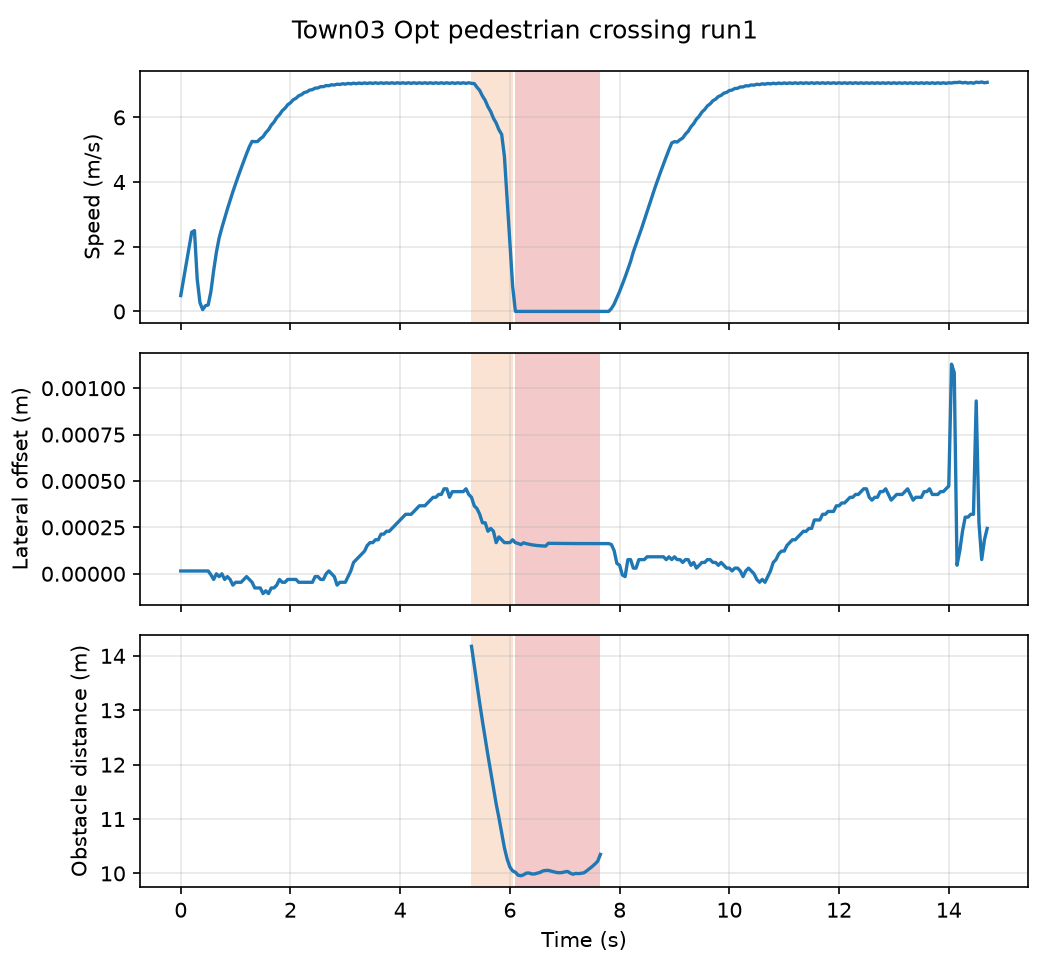 Town03 Opt pedestrian crossing run1
Speed (m/s)
6
4
2
0
Lateral offset (m)
0.00100
0.00075
0.00050
0.00025
0.00000
Obstacle distance (m)
14
13
12
11
10
0 2 4 6 8 10 12 14
Time (s)